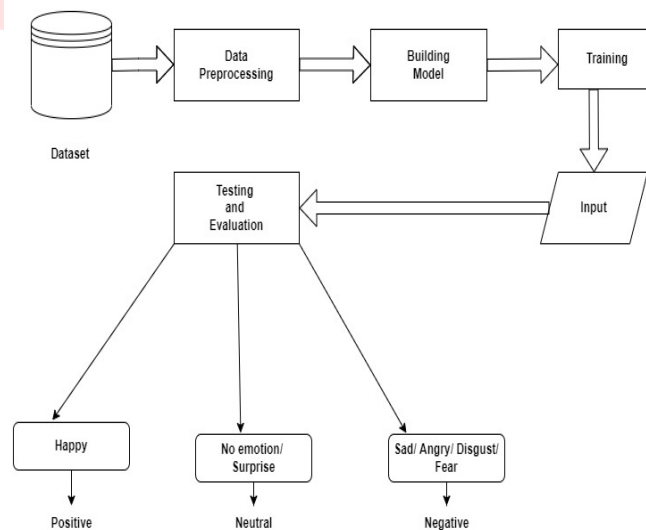 Data
Preprocessing
Building
Model
Training
Dataset
Testing
and
Evaluation
Input
Happy
No emotion/
Surprise
Sad/ Angry/ Disgust/
Fear
Positive
Neutral
Negative